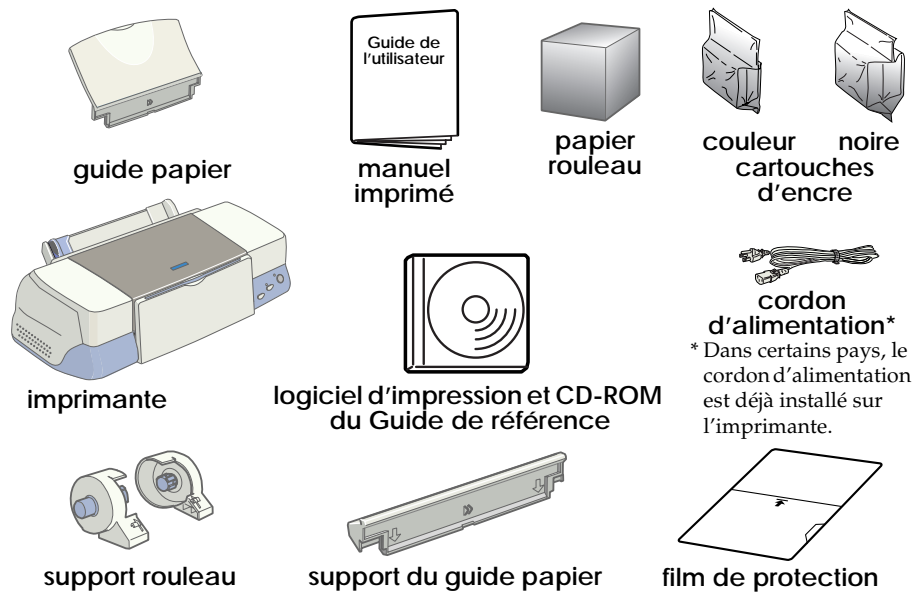 Guide de
l'utilisateur
guide papier
manuel
imprimé
papier
rouleau
couleur noire
cartouches
d'encre
imprimante
logiciel d'impression et CD-ROM
du Guide de référence
cordon
d'alimentation*
* Dans certains pays, le
cordon d'alimentation
est déjà installé sur
l'imprimante.
support rouleau
support du guide papier
film de protection